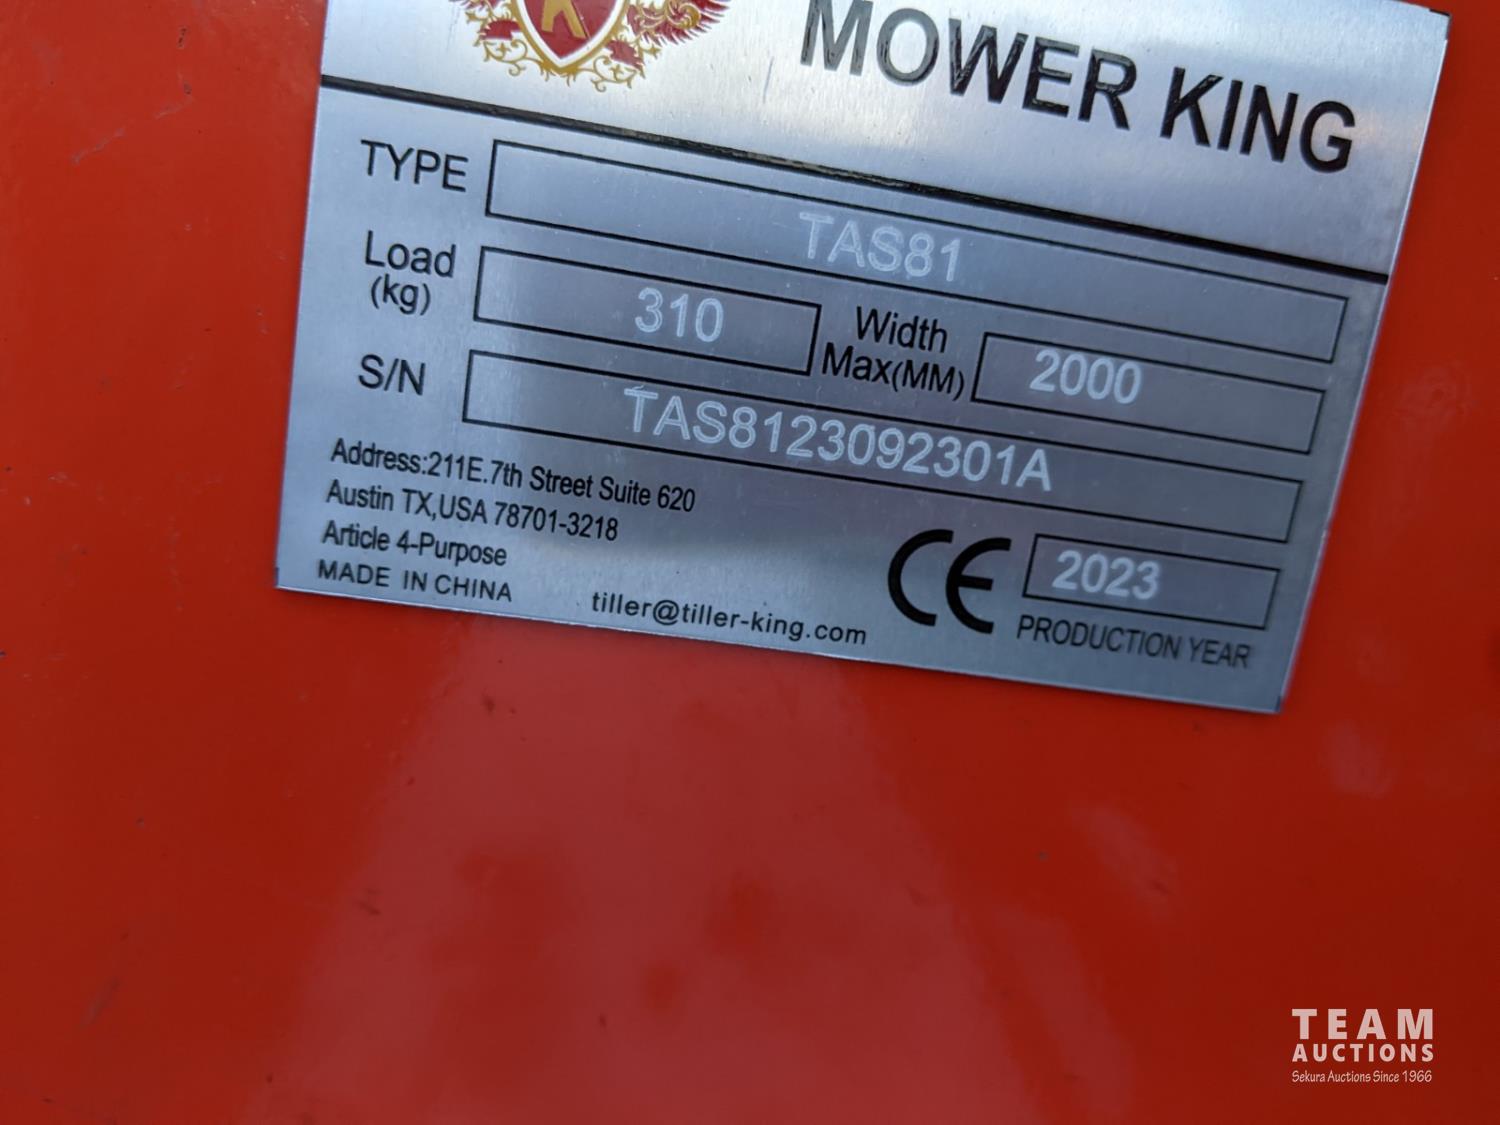 K
MOWER KING
TYPE TAS81
Load (kg) 310 Width Max(MM) 2000
S/N TAS8123092301A
Address:211E.7th Street Suite 620
Austin TX,USA 78701-3218
Article 4-Purpose
MADE IN CHINA
tiller@tiller-king.com
CE 2023
PRODUCTION YEAR
TEAM
AUCTIONS
Sekura Auctions Since 1966